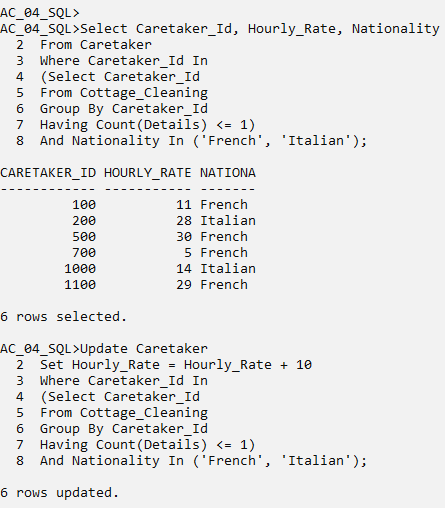 AC_04_SQL>
AC_04_SQL>Select Caretaker_Id, Hourly_Rate, Nationality
  2  From Caretaker
  3  Where Caretaker_Id In
  4  (Select Caretaker_Id
  5  From Cottage_Cleaning
  6  Group By Caretaker_Id
  7  Having Count(Details) <= 1)
  8  And Nationality In ('French', 'Italian');
CARETAKER_ID HOURLY_RATE NATIONA
------------ ----------- -------
         100          11 French
         200          28 Italian
         500          30 French
         700           5 French
        1000          14 Italian
        1100          29 French
6 rows selected.
AC_04_SQL>Update Caretaker
  2  Set Hourly_Rate = Hourly_Rate + 10
  3  Where Caretaker_Id In
  4  (Select Caretaker_Id
  5  From Cottage_Cleaning
  6  Group By Caretaker_Id
  7  Having Count(Details) <= 1)
  8  And Nationality In ('French', 'Italian');
6 rows updated.